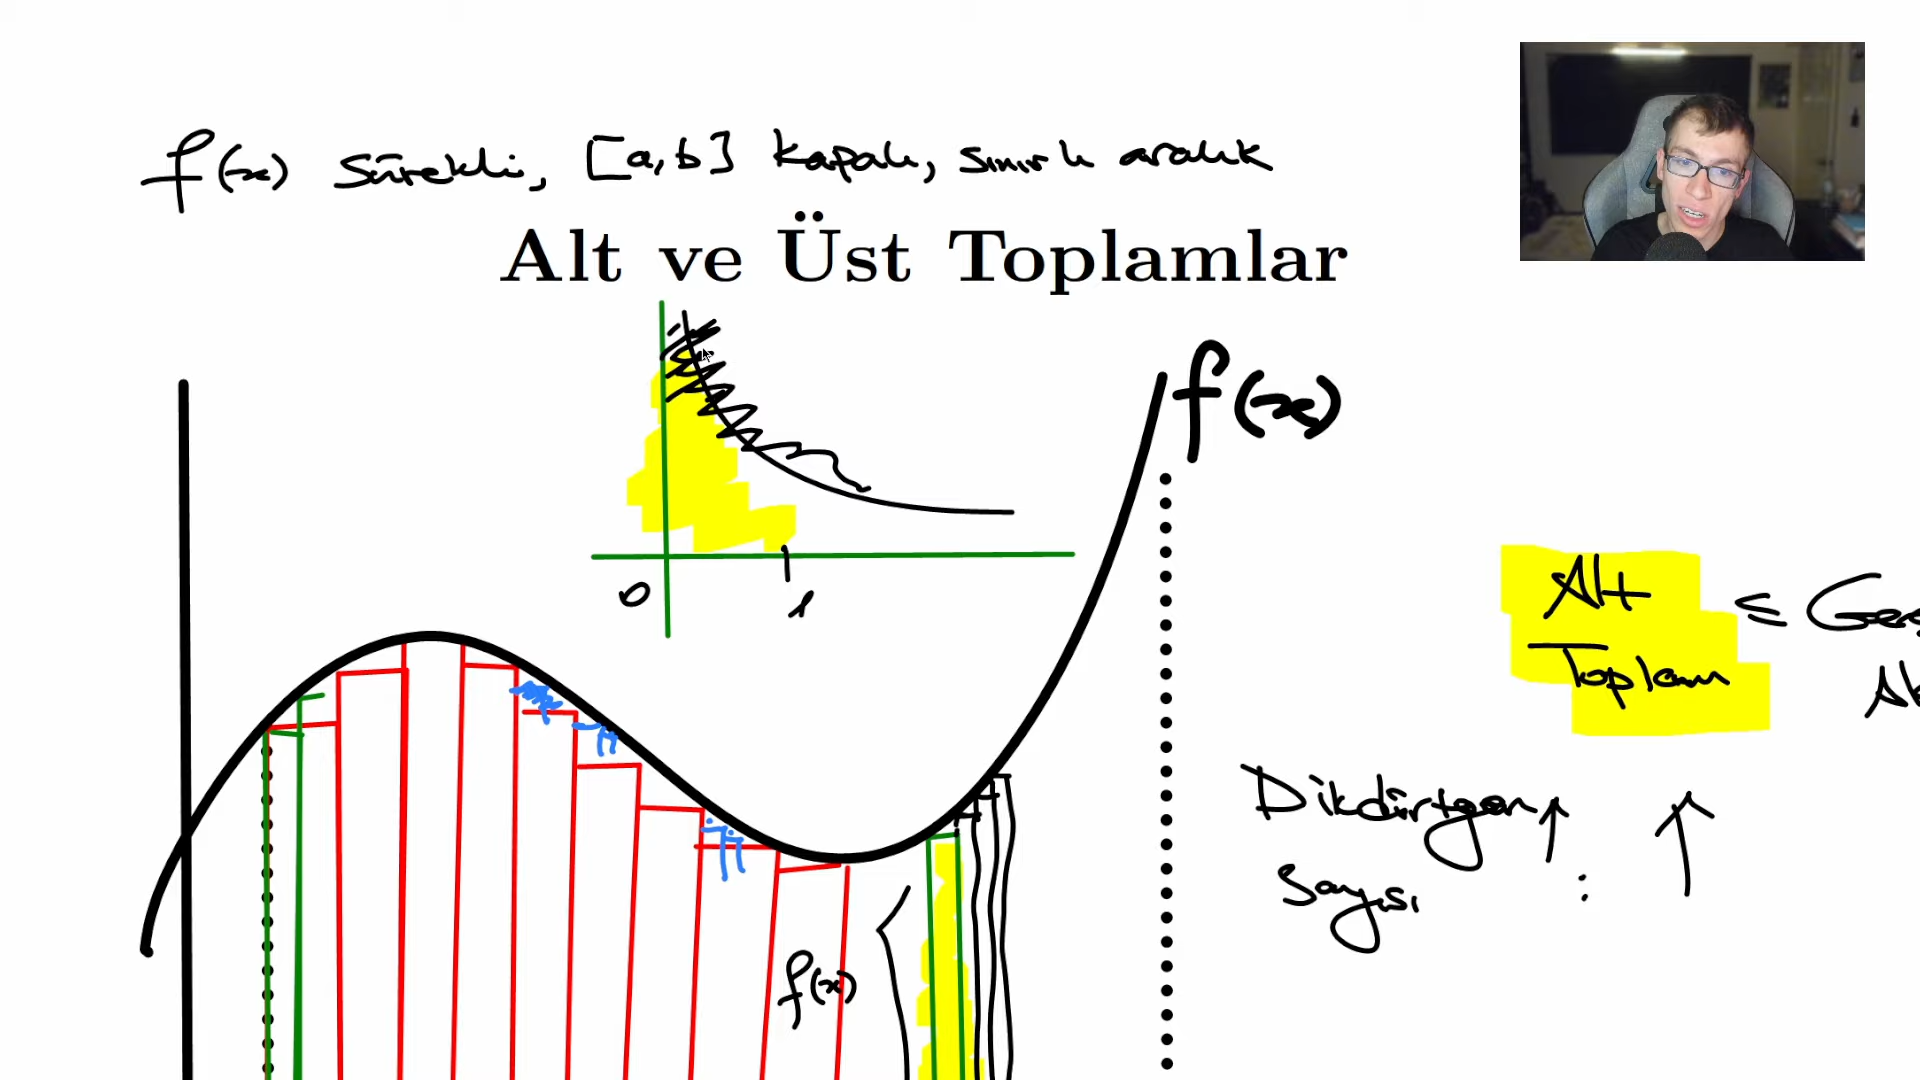 f(x) sürekli, [a,b] kapalı, sınırlı aralık
Alt ve Üst Toplamlar
f(x)
0 1
Alt ≤
Toplam
Dikdörtgen ↑ ↑
Sayısı :
f(x)